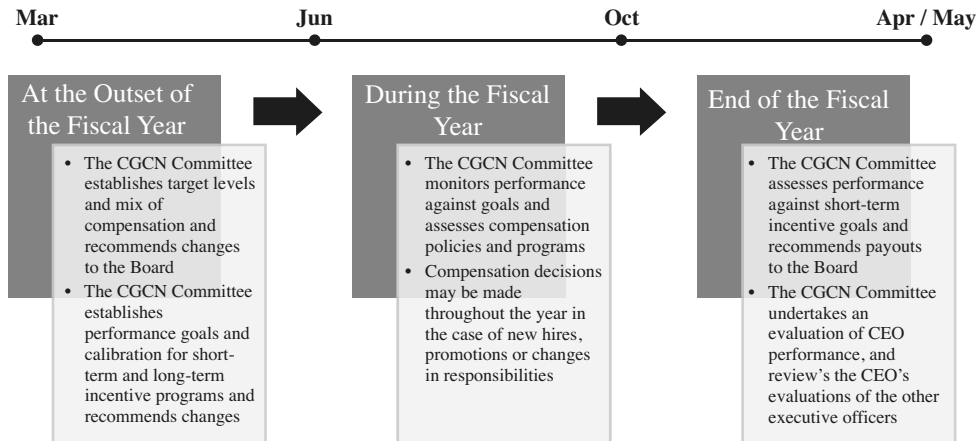 Mar Jun Oct Apr / May
At the Outset of
the Fiscal Year
• The CGCN Committee
establishes target levels
and mix of
compensation and
recommends changes
to the Board
• The CGCN Committee
establishes
performance goals and
calibration for short-
term and long-term
incentive programs and
recommends changes
During the Fiscal
Year
• The CGCN Committee
monitors performance
against goals and
assesses compensation
policies and programs
• Compensation decisions
may be made
throughout the year in
the case of new hires,
promotions or changes
in responsibilities
End of the Fiscal
Year
• The CGCN Committee
assesses performance
against short-term
incentive goals and
recommends payouts
to the Board
• The CGCN Committee
undertakes an
evaluation of CEO
performance, and
review's the CEO's
evaluations of the other
executive officers